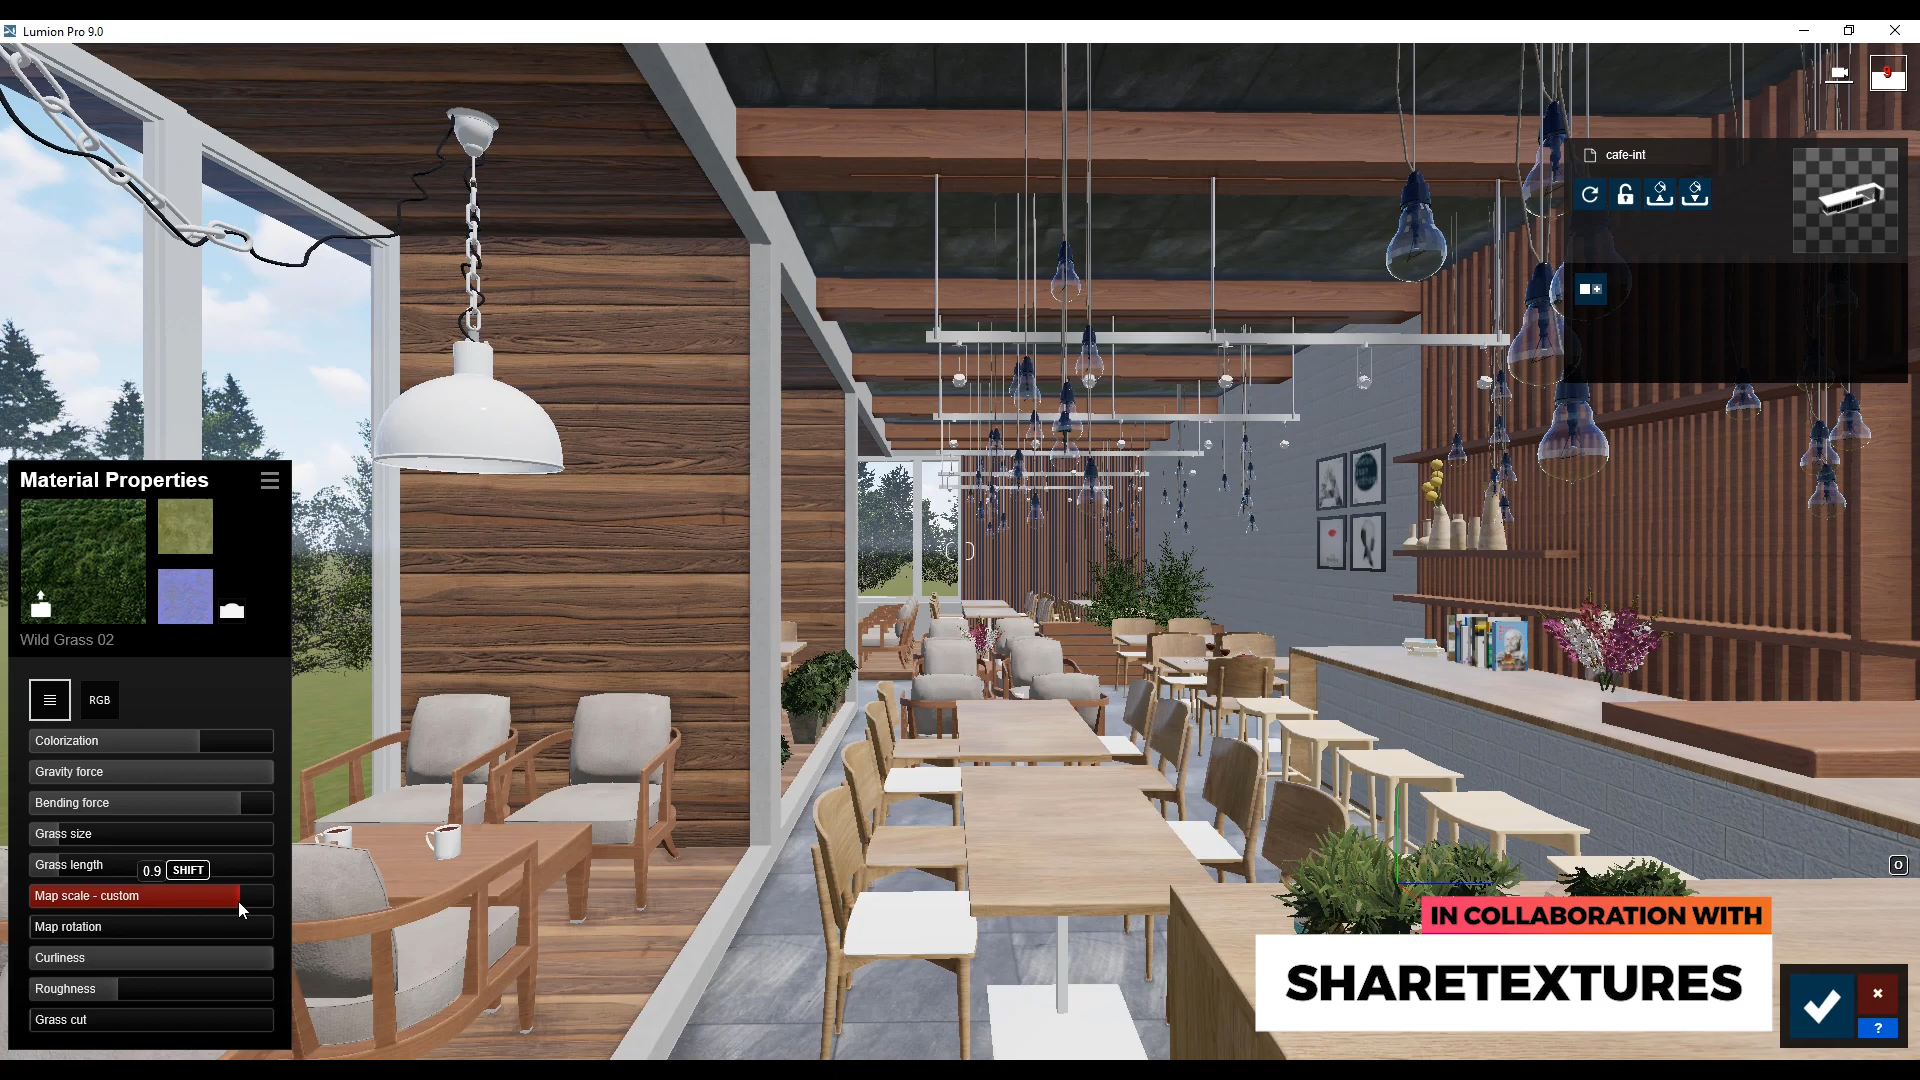 Lumion Pro 9.0
9
cafe-int
Material Properties
Wild Grass 02
RGB
Colorization
Gravity force
Bending force
Grass size
Grass length
0.9 SHIFT
Map scale - custom
Map rotation
Curliness
Roughness
Grass cut
O
IN COLLABORATION WITH
SHARETEXTURES
?